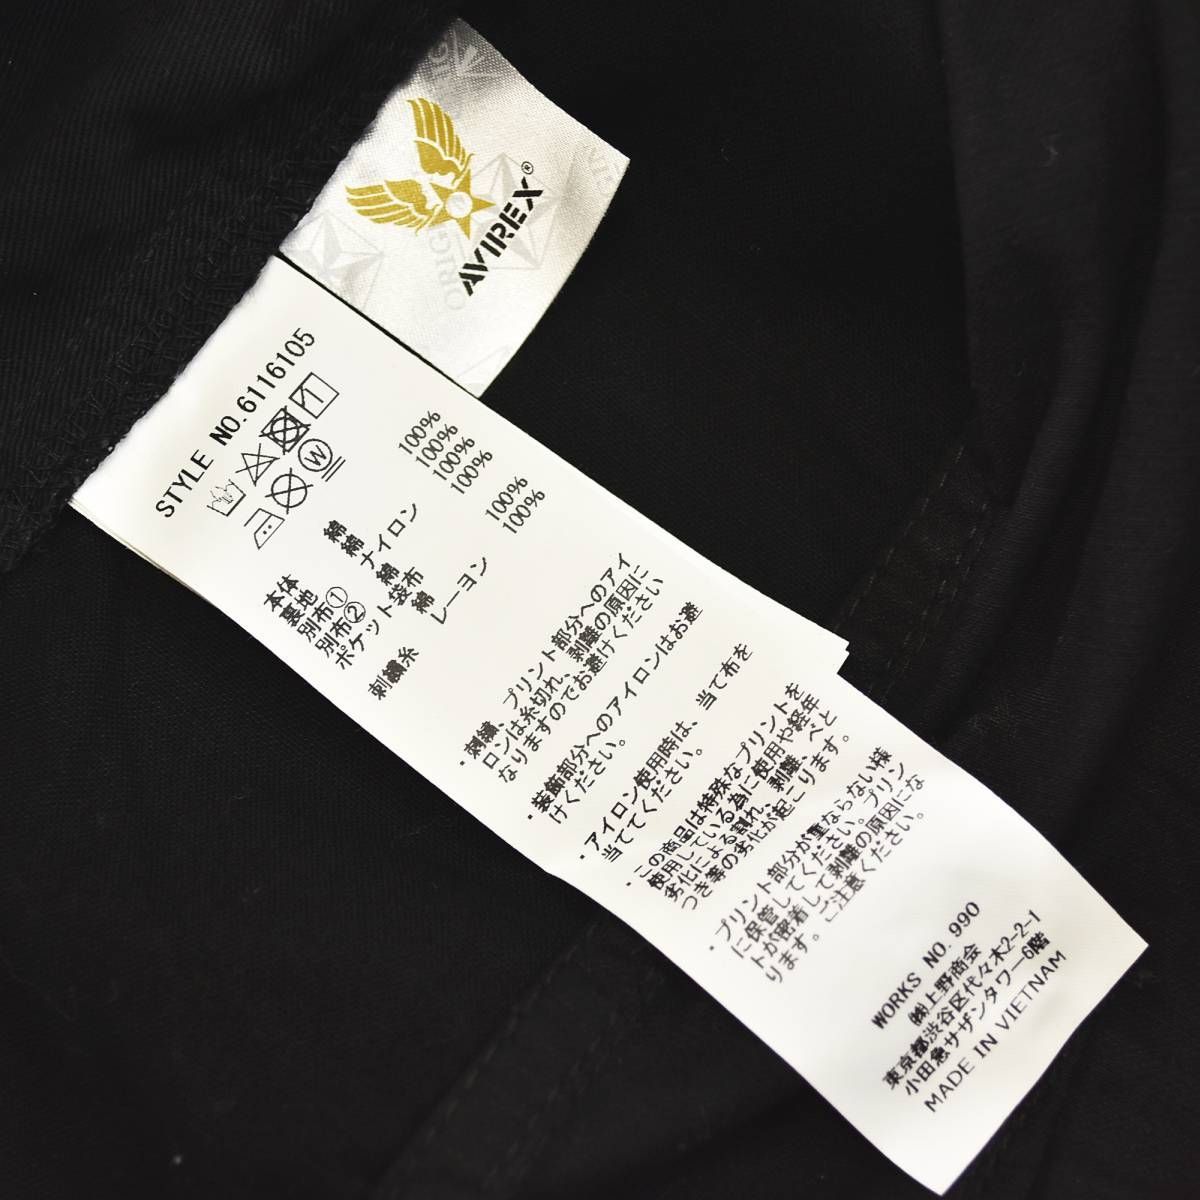 AVIREX®
ORIG
STYLE NO.6116105
本体 綿 100%
裏地 綿 100%
別布① ナイロン 100%
別布② 綿 100%
ポケット袋布
綿 100%
刺繍糸 レーヨン 100%
・刺繍、プリント部分へのアイ
ロンは糸切れ、剥離の原因に
なりますのでお避けください
・装飾部分へのアイロンはお避
けください。
・アイロン使用時は、当て布を
当ててください。
・この商品は特殊なプリントを
使用している為に使用や経年
劣化による割れ、剥離、べと
つき等の劣化が起こります。
・プリント部分が重ならない様
に保管してください。プリン
トが密着して剥離の原因にな
ります。ご注意ください。
WORKS NO.990
㈱上野商会
東京都渋谷区代々木2-2-1
小田急サザンタワー6階
MADE IN VIETNAM